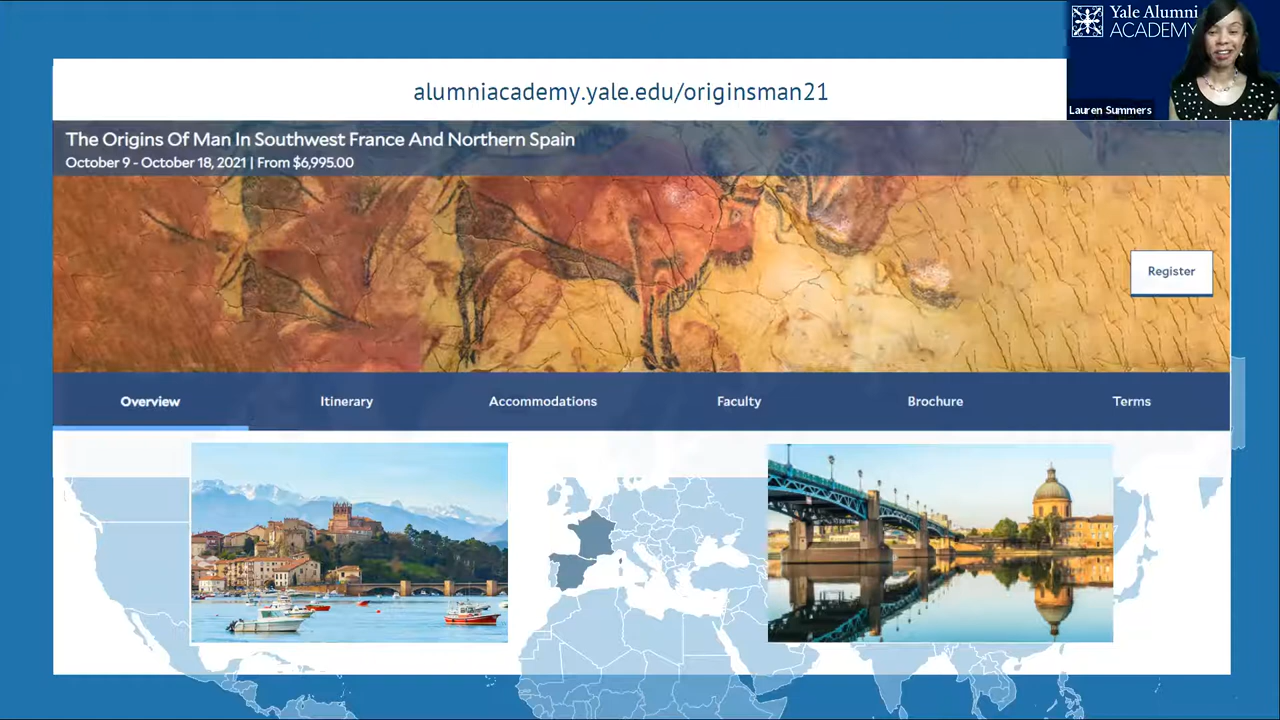 Yale Alumni
ACADEMY
Lauren Summers
alumniacademy.yale.edu/originsman21
The Origins Of Man In Southwest France And Northern Spain
October 9 - October 18, 2021 | From $6,995.00
Register
Overview
Itinerary
Accommodations
Faculty
Brochure
Terms